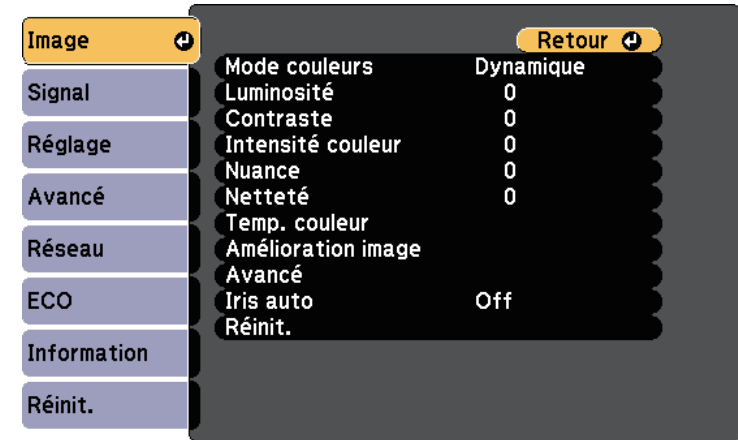 Image
Signal
Réglage
Avancé
Réseau
ECO
Information
Réinit.
Retour
Mode couleurs Dynamique
Luminosité 0
Contraste 0
Intensité couleur 0
Nuance 0
Netteté 0
Temp. couleur
Amélioration image
Avancé
Iris auto Off
Réinit.